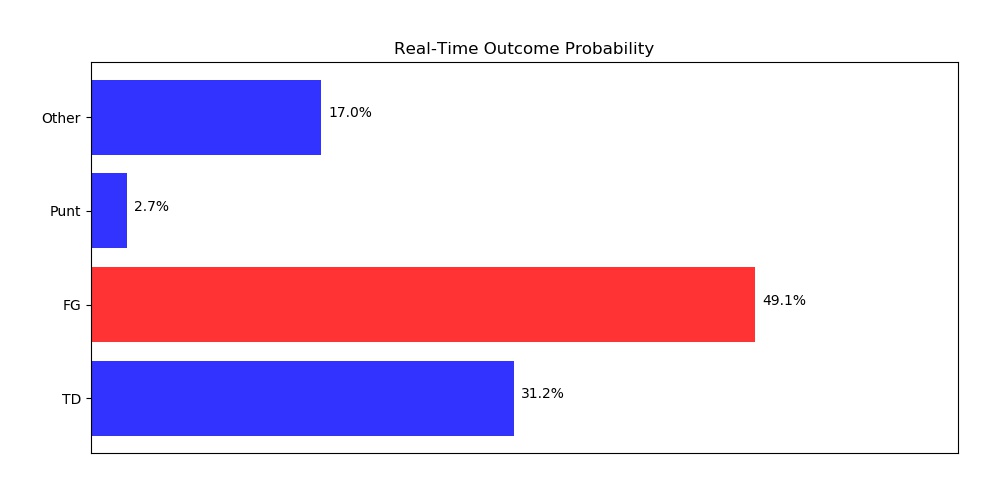 Real-Time Outcome Probability
Other
17.0%
Punt
2.7%
FG
49.1%
TD
31.2%